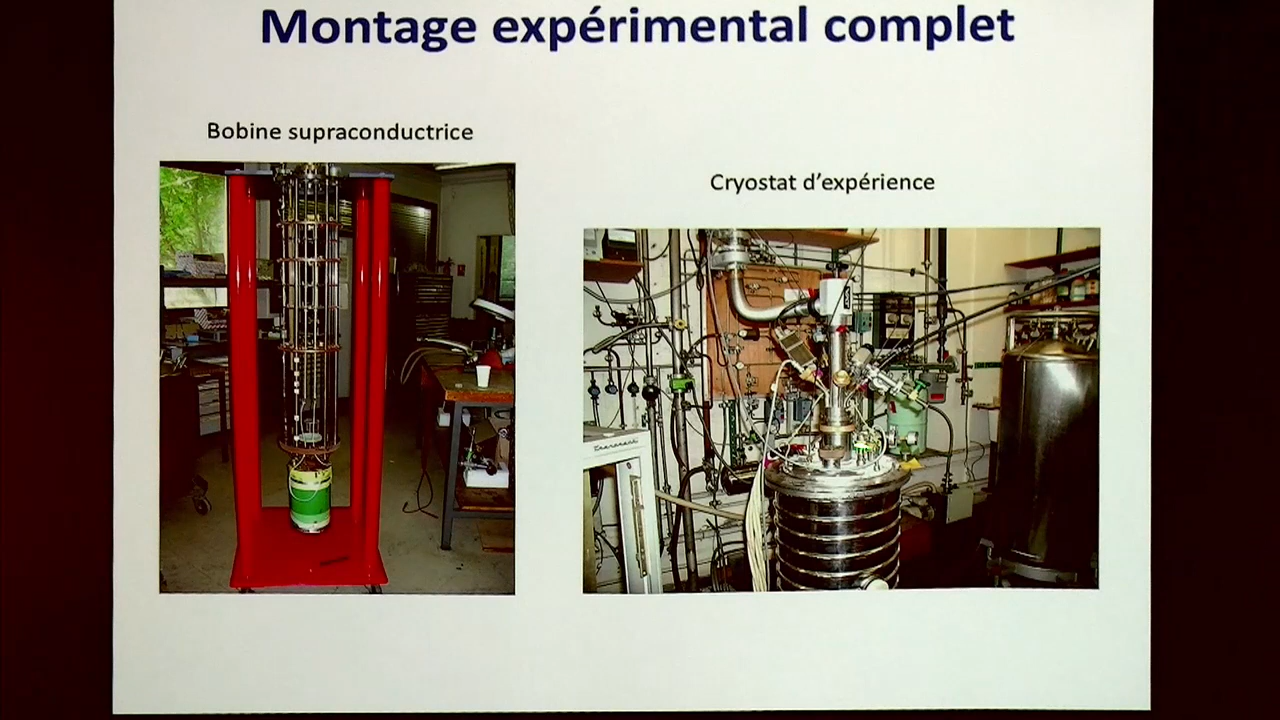 Montage expérimental complet
Bobine supraconductrice
Cryostat d’expérience